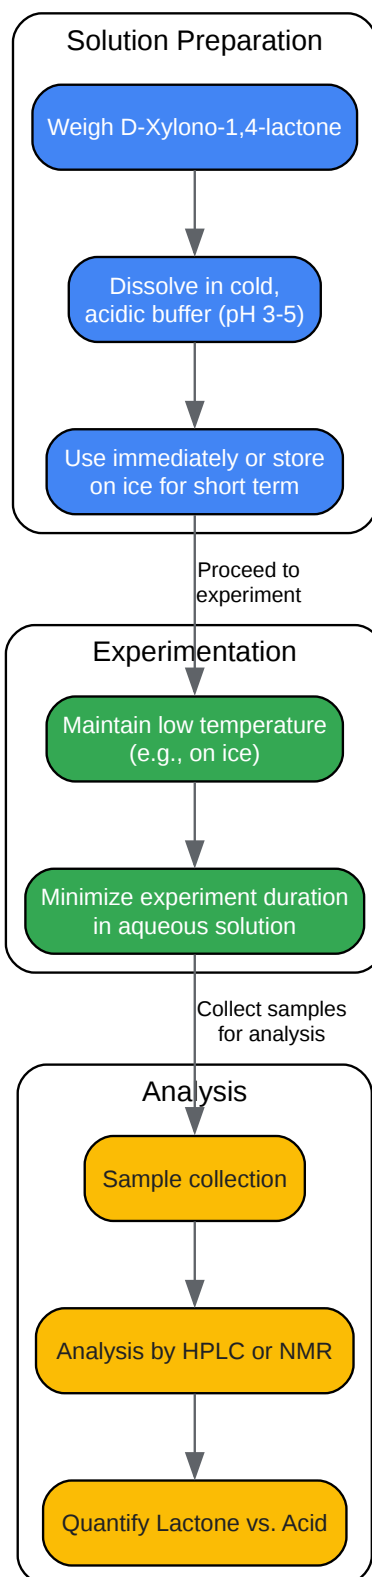 Solution Preparation
Weigh D-Xylono-1,4-lactone
Dissolve in cold,
acidic buffer (pH 3-5)
Use immediately or store
on ice for short term
Proceed to
experiment
Experimentation
Maintain low temperature
(e.g., on ice)
Minimize experiment duration
in aqueous solution
Collect samples
for analysis
Analysis
Sample collection
Analysis by HPLC or NMR
Quantify Lactone vs. Acid